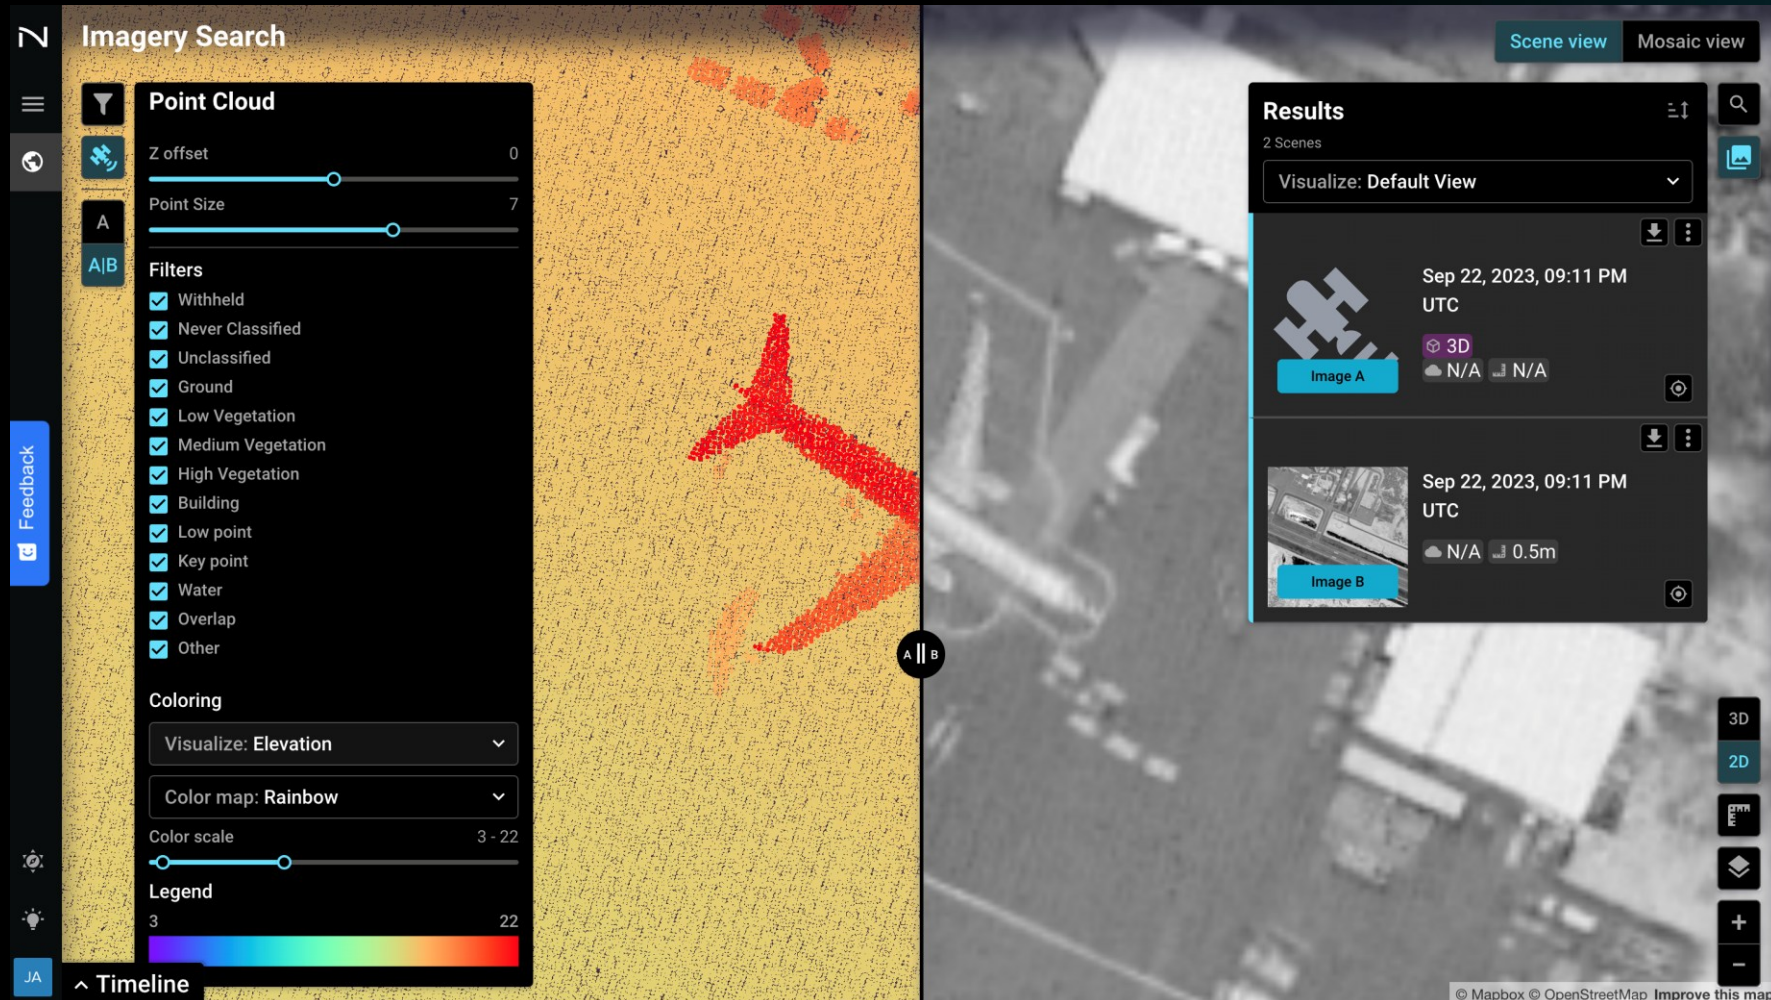 Imagery Search
Scene view
Mosaic view
Point Cloud
Z offset
0
Point Size
7
A
A|B
Filters
Withheld
Never Classified
Unclassified
Ground
Low Vegetation
Medium Vegetation
High Vegetation
Building
Low point
Key point
Water
Overlap
Other
Coloring
Visualize: Elevation
Color map: Rainbow
Color scale
3 - 22
Legend
3
22
Feedback
JA
Timeline
A || B
Results
2 Scenes
Visualize: Default View
Sep 22, 2023, 09:11 PM
UTC
3D
N/A
N/A
Image A
Sep 22, 2023, 09:11 PM
UTC
N/A
0.5m
Image B
3D
2D
+
−
© Mapbox © OpenStreetMap Improve this map